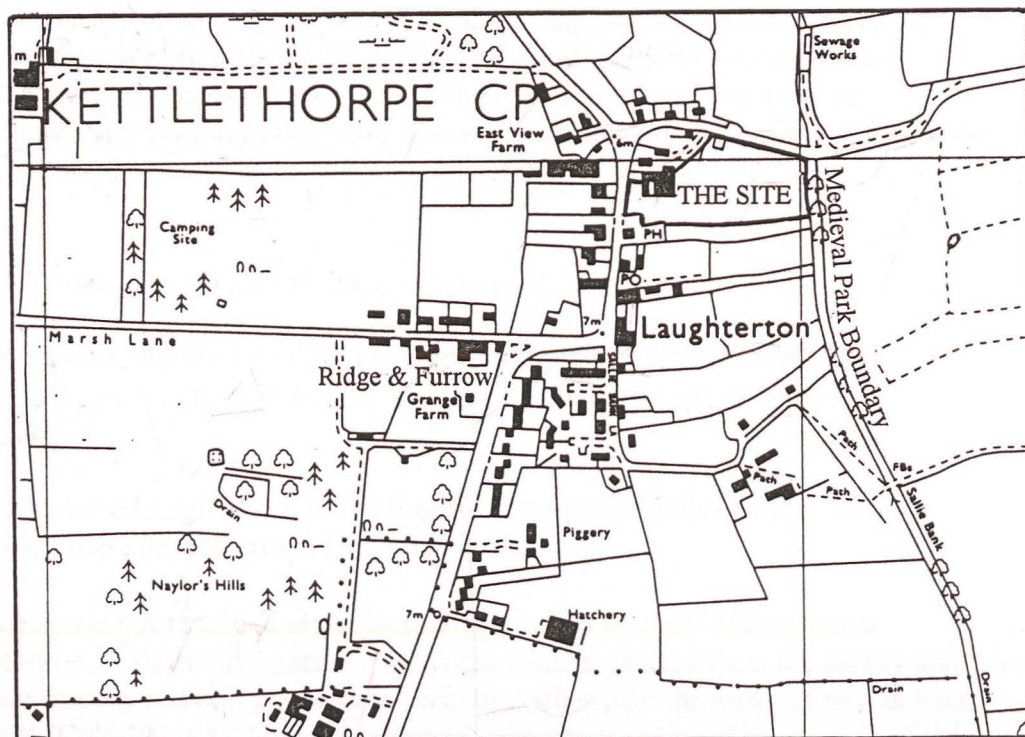 m
Sewage
Works
KETTLETHORPE CP
East View
Farm
6m
THE SITE
Medieval Park Boundary
Camping
Site
PH
PO
7m
Laughterton
Marsh Lane
Ridge & Furrow
Grange
Farm
Path
FBs
Path
Path
Sallie Bank
Drain
Piggery
Naylor's Hills
7m
Hatchery
Drain
Drain